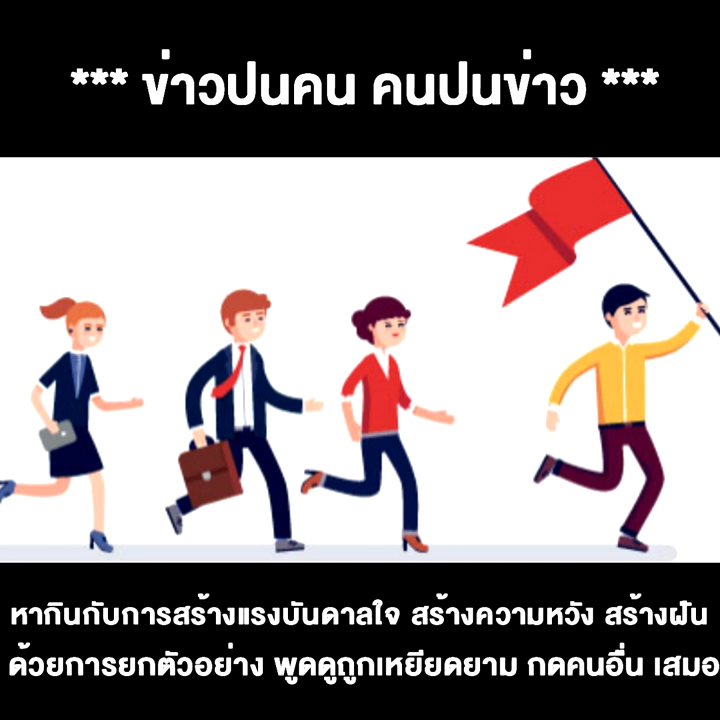 *** ข่าวปนคน คนปนข่าว ***
หากินกับการสร้างแรงบันดาลใจ สร้างความหวัง สร้างฝัน
ด้วยการยกตัวอย่าง พูดดูถูกเหยียดยาม กดคนอื่น เสมอ